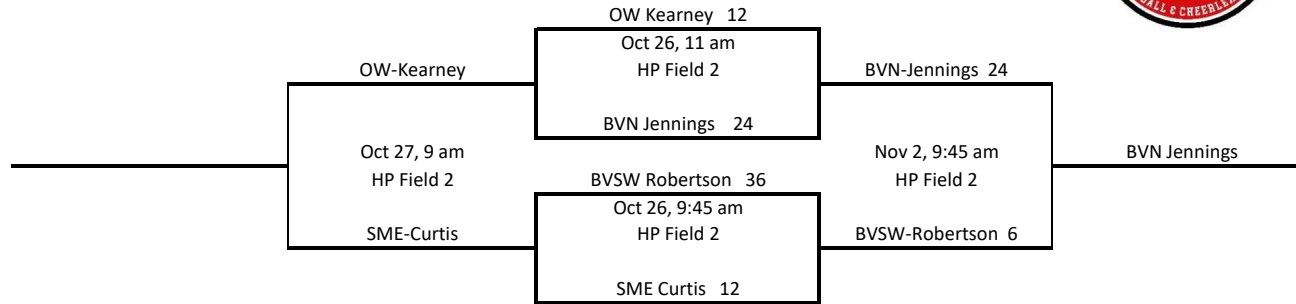 ALL & CHEERLE
OW Kearney 12
Oct 26, 11 am
OW-Kearney
HP Field 2
BVN-Jennings 24
BVN Jennings 24
Oct 27, 9 am
Nov 2, 9:45 am
BVN Jennings
HP Field 2
BVSW Robertson 36
HP Field 2
Oct 26, 9:45 am
SME-Curtis
HP Field 2
BVSW-Robertson 6
SME Curtis 12